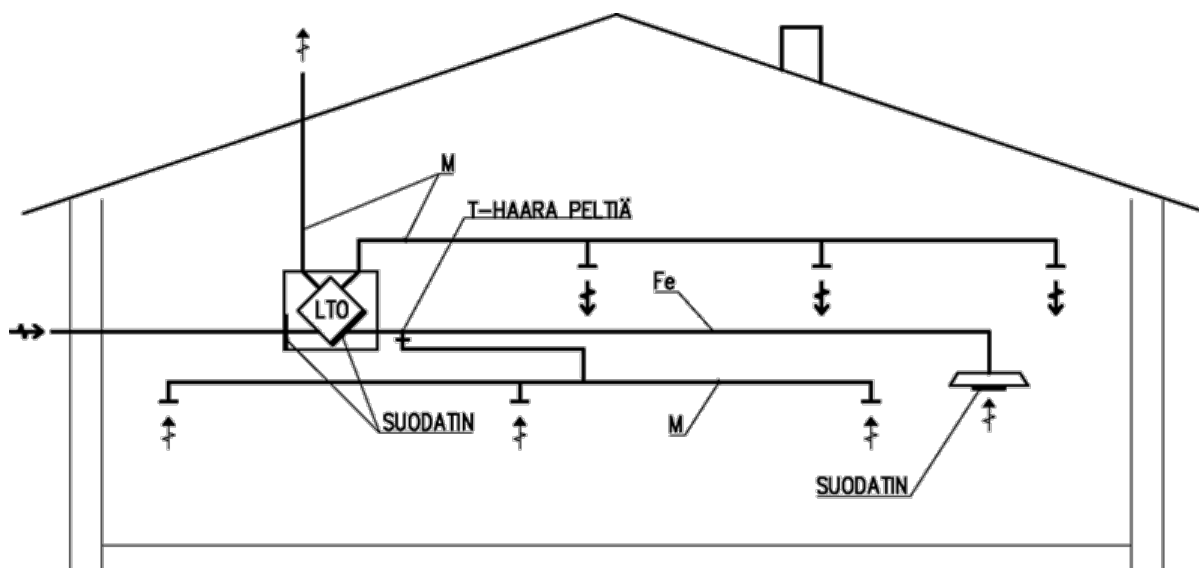 M
T-HAARA PELTIÄ
Fe
LTO
SUODATIN
M
SUODATIN